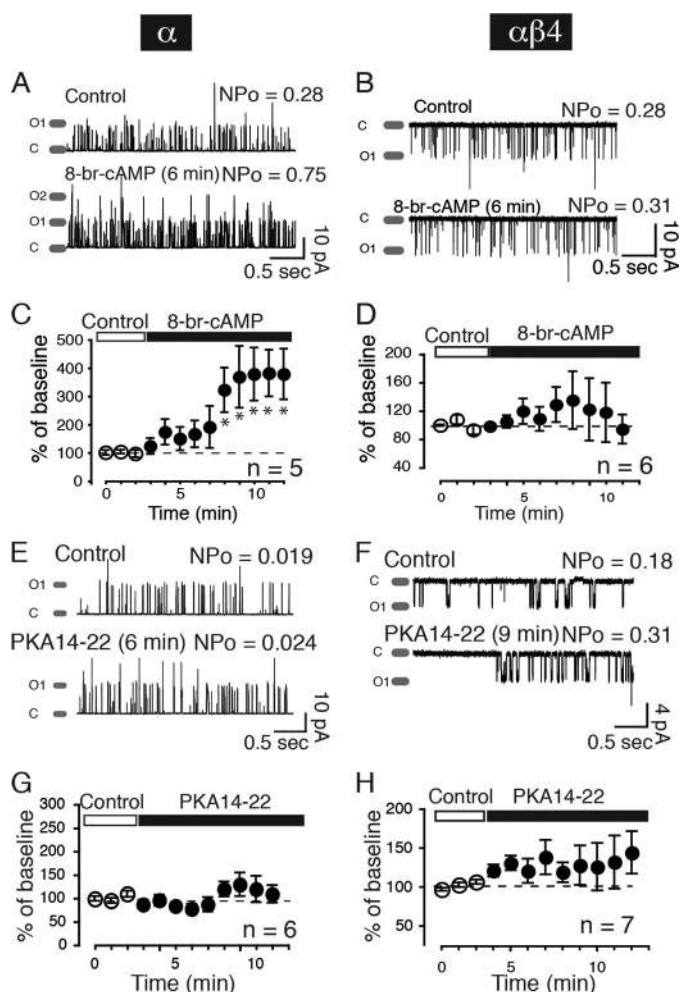 α
αβ4
A
Control
NPo = 0.28
O1
C
8-br-cAMP (6 min)
NPo = 0.75
O2
O1
C
10 pA
0.5 sec
B
Control
NPo = 0.28
C
O1
8-br-cAMP (6 min)
NPo = 0.31
C
O1
10 pA
0.5 sec
C
Control
8-br-cAMP
% of baseline
500
400
300
200
100
0
* * * * *
n = 5
0
5
10
Time (min)
D
8-br-cAMP
Control
% of baseline
200
160
120
80
40
n = 6
0
5
10
Time (min)
E
Control
NPo = 0.019
O1
C
PKA14-22 (6 min)
NPo = 0.024
O1
C
10 pA
0.5 sec
F
Control
NPo = 0.18
C
O1
PKA14-22 (9 min)
NPo = 0.31
C
O1
4 pA
0.5 sec
G
Control
PKA14-22
% of baseline
300
250
200
150
100
50
0
n = 6
0
5
10
Time (min)
H
Control
PKA14-22
% of baseline
200
150
100
50
n = 7
0
5
10
Time (min)